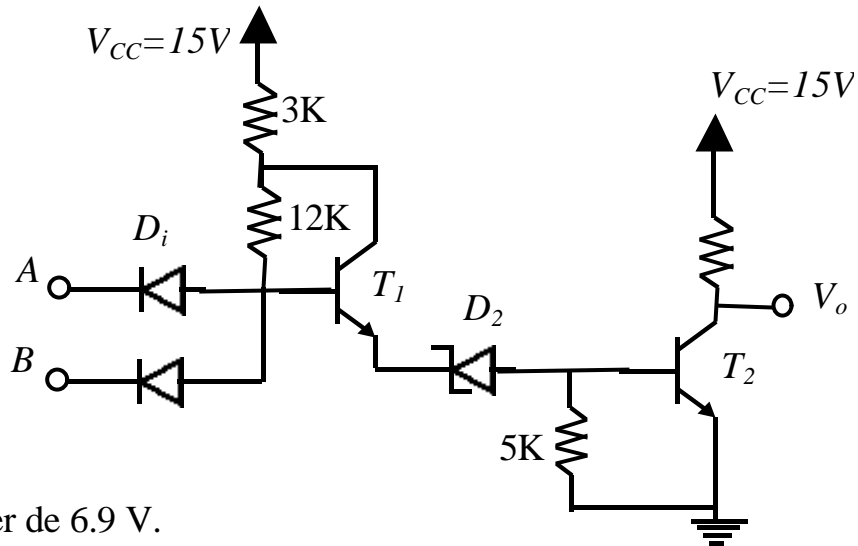 V_CC=15V
V_CC=15V
3K
12K
D_i
A
T_1
D_2
V_o
B
T_2
5K
er de 6.9 V.